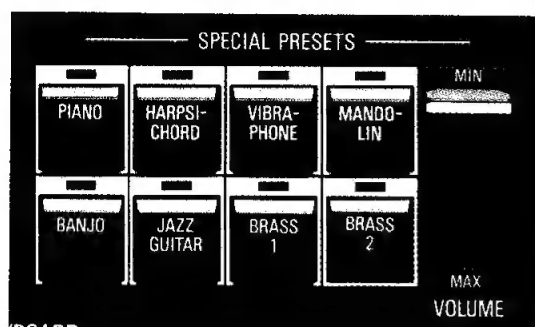 SPECIAL PRESETS
MIN
PIANO
HARPSI-
CHORD
VIBRA-
PHONE
MANDO-
LIN
BANJO
JAZZ
GUITAR
BRASS
1
BRASS
2
MAX
VOLUME